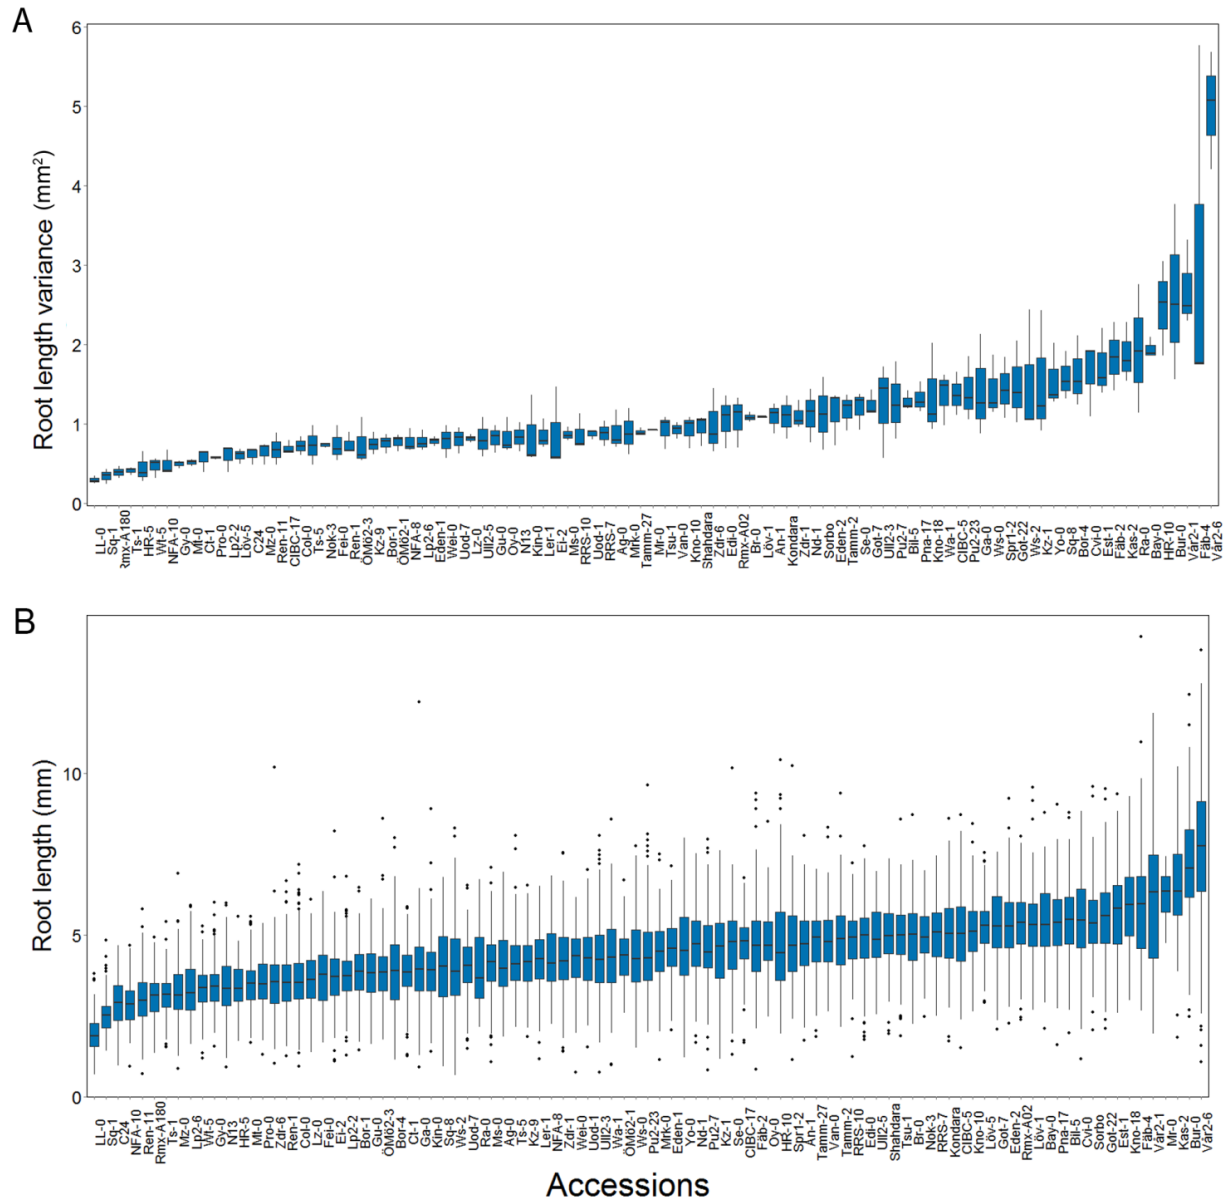 A
Root length variance (mm²)
6
5
4
3
2
1
0
LL-0
Sq-1
Rmx-A180
Ts-1
HR-5
Wt-5
NFA-10
Gy-0
Ml-0
Ct-1
Pro-0
Lp2-2
Löv-5
C24
Mz-0
Ren-11
CIBC-17
Col-0
Ts-5
Nok-3
Fei-0
Ren-1
ÖMö2-3
Kz-9
Bor-1
ÖMö2-1
NFA-8
Lp2-6
Eden-1
Wei-0
Uod-7
Lz-0
Ull2-5
Gu-0
Oy-0
N13
Kin-0
Ler-1
Ei-2
Ms-0
RRS-10
Uod-1
RRS-7
Ag-0
Mrk-0
Tamm-27
Mr-0
Tsu-1
Van-0
Kno-10
Shahdara
Zdr-6
Edi-0
Rmx-A02
Br-0
Löv-1
An-1
Kondara
Zdr-1
Nd-1
Sorbo
Eden-2
Tamm-2
Se-0
Got-7
Ull2-3
Pu2-7
Bil-5
Pna-17
Kno-18
Wa-1
CIBC-5
Pu2-23
Ga-0
Ws-0
Spr1-2
Got-22
Ws-2
Kz-1
Yo-0
Sq-8
Bor-4
Cvi-0
Est-1
Fäb-2
Kas-2
Ra-0
Bay-0
HR-10
Bur-0
Vår2-1
Fäb-4
Vår2-6
B
Root length (mm)
10
5
0
LL-0
Sq-1
C24
NFA-10
Ren-11
Rmx-A180
Ts-1
Mz-0
Lp2-6
Wt-5
Gy-0
N13
HR-5
Ml-0
Pro-0
Zdr-6
Ren-1
Col-0
Lz-0
Fei-0
Ei-2
Lp2-2
Bor-1
Gu-0
ÖMö2-3
Bor-4
Ct-1
Ga-0
Kin-0
Sq-8
Ws-2
Uod-7
Ra-0
Ms-0
Ag-0
Ts-5
Kz-9
Ler-1
NFA-8
Zdr-1
Wei-0
Uod-1
Ull2-3
Wa-1
ÖMö2-1
Ws-0
Pu2-23
Mrk-0
Eden-1
Yo-0
Nd-1
Pu2-7
Kz-1
Se-0
CIBC-17
Fäb-2
Oy-0
HR-10
Spr1-2
An-1
Tamm-27
Van-0
Tamm-2
RRS-10
Edi-0
Ull2-5
Shahdara
Tsu-1
Br-0
Nok-3
RRS-7
Kondara
CIBC-5
Kno-10
Löv-5
Got-7
Eden-2
Rmx-A02
Löv-1
Bay-0
Pna-17
Bil-5
Cvi-0
Sorbo
Got-22
Est-1
Kno-18
Fäb-4
Vår2-1
Mr-0
Kas-2
Bur-0
Vår2-6
Accessions